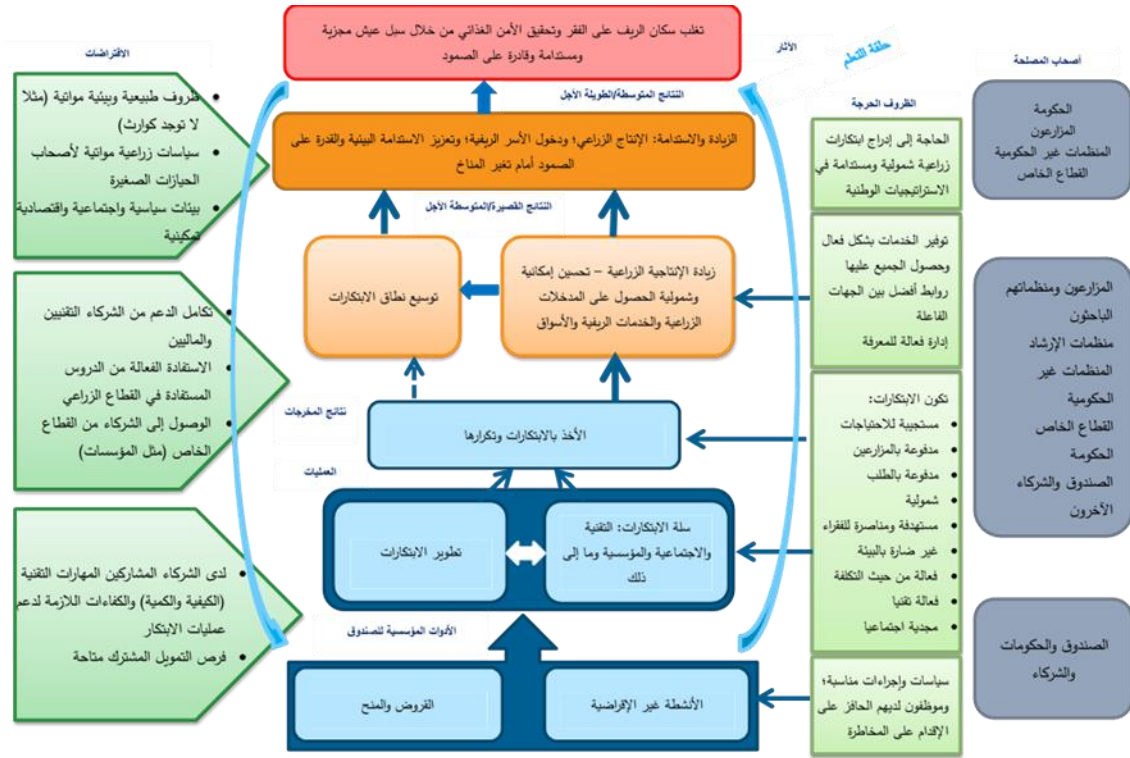 أصحاب المصلحة
الحكومة
المزارعون
المنظمات غير الحكومية
القطاع الخاص
المزارعون ومنظماتهم
الباحثون
منظمات الإرشاد
المنظمات غير
الحكومية
القطاع الخاص
الحكومة
الصندوق والشركاء
الآخرون
الصندوق والحكومات
والشركاء
حلقة التعلم
الظروف الحرجة
الحاجة إلى إدراج ابتكارات
زراعية شمولية ومستدامة في
الاستراتيجيات الوطنية
توفير الخدمات بشكل فعال
وحصول الجميع عليها
روابط أفضل بين الجهات
الفاعلة
إدارة فعالة للمعرفة
تكون الابتكارات:
• مستجيبة للاحتياجات
• مدفوعة بالمزارعين
• مدفوعة بالطلب
• شمولية
• مستهدفة ومناصرة للفقراء
• غير ضارة بالبيئة
• فعالة من حيث التكلفة
• فعالة تقنيا
• مجدية اجتماعيا
سياسات وإجراءات مناسبة؛
وموظفون لديهم الحافز على
الإقدام على المخاطرة
الآثار
تغلب سكان الريف على الفقر وتحقيق الأمن الغذائي من خلال سبل عيش مجزية
ومستدامة وقادرة على الصمود
النتائج المتوسطة/الطويلة الأجل
الزيادة والاستدامة: الإنتاج الزراعي؛ ودخول الأسر الريفية؛ وتعزيز الاستدامة البيئية والقدرة على
الصمود أمام تغير المناخ
النتائج القصيرة/المتوسطة الأجل
زيادة الإنتاجية الزراعية – تحسين إمكانية
وشمولية الحصول على المدخلات
الزراعية والخدمات الريفية والأسواق
توسيع نطاق الابتكارات
نتائج المخرجات
الأخذ بالابتكارات وتكرارها
العمليات
سلة الابتكارات: التقنية
والاجتماعية والمؤسسية وما إلى
ذلك
تطوير الابتكارات
الأدوات المؤسسية للصندوق
الأنشطة غير الإقراضية
القروض والمنح
الافتراضات
• ظروف طبيعية وبيئية مواتية (مثلا
لا توجد كوارث)
• سياسات زراعية مواتية لأصحاب
الحيازات الصغيرة
• بيئات سياسية واجتماعية واقتصادية
تمكينية
• تكامل الدعم من الشركاء التقنيين
والماليين
• الاستفادة الفعالة من الدروس
المستفادة في القطاع الزراعي
• الوصول إلى الشركاء من القطاع
الخاص (مثل المؤسسات)
• لدى الشركاء المشاركين المهارات التقنية
(الكيفية والكمية) والكفاءات اللازمة لدعم
عمليات الابتكار
• فرص التمويل المشترك متاحة